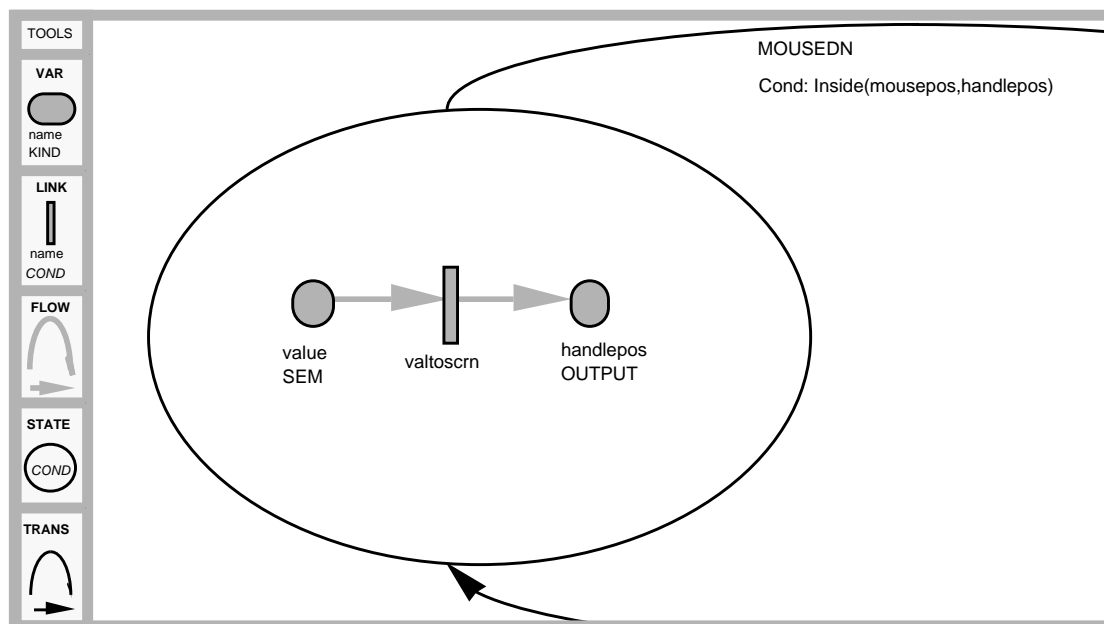 TOOLS
VAR
name
KIND
LINK
name
COND
FLOW
STATE
COND
TRANS
MOUSEDN
Cond: Inside(mousepos,handlepos)
value
SEM
valtoscrn
handlepos
OUTPUT